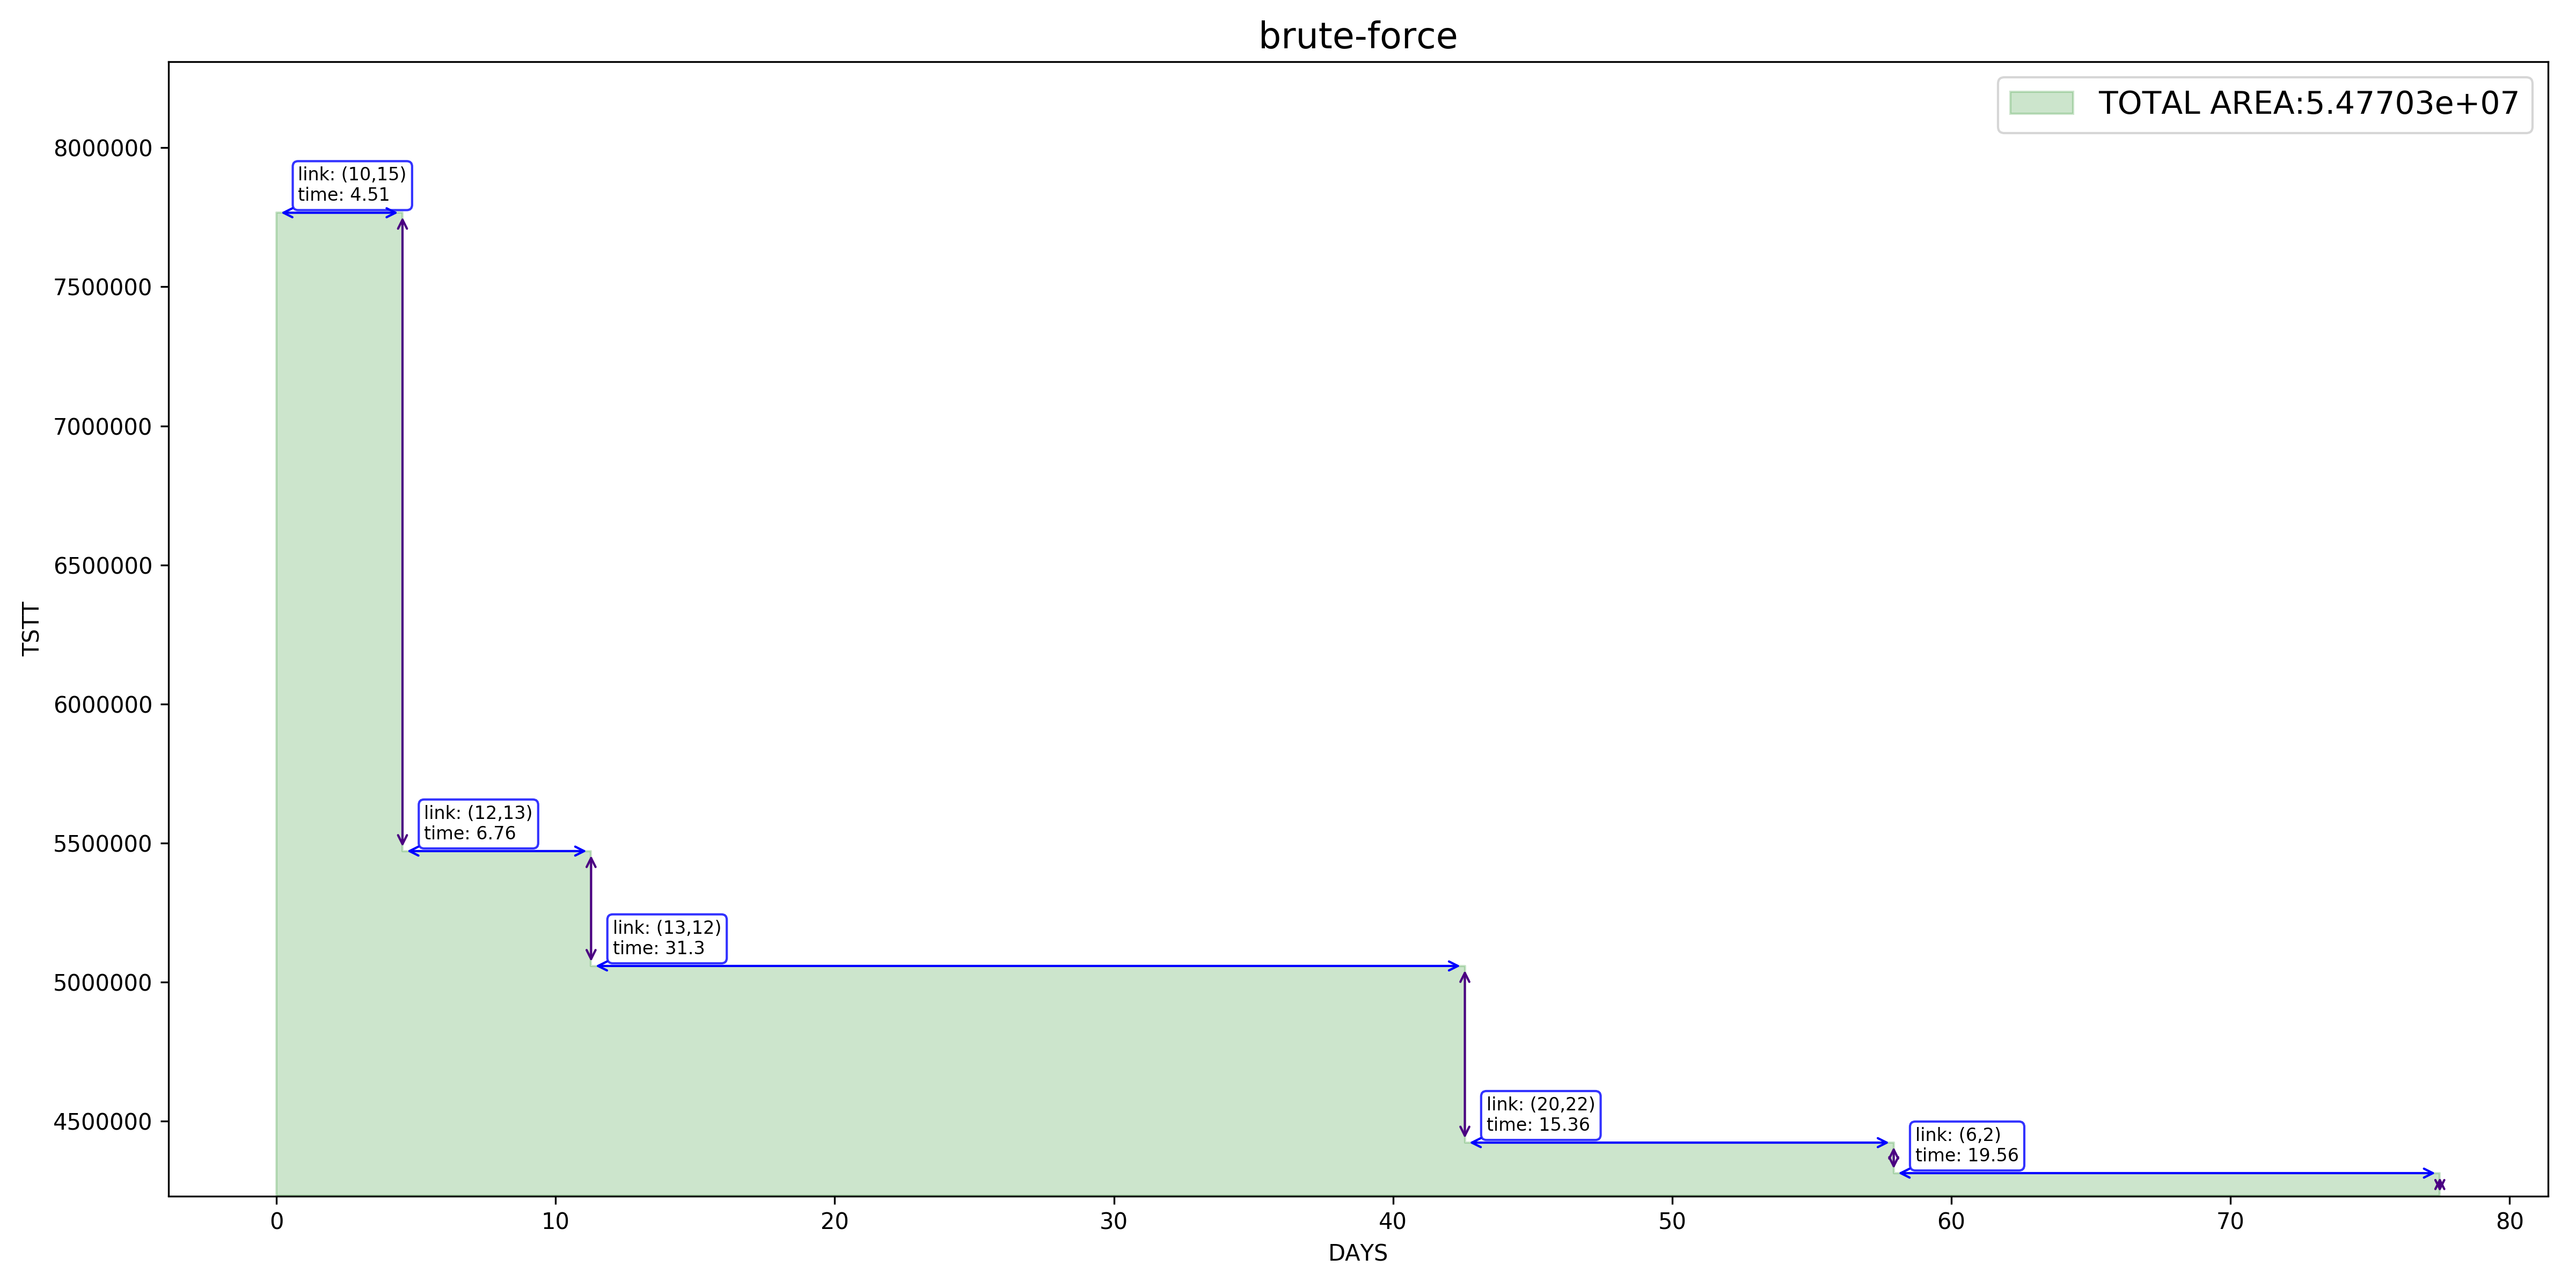 brute-force
TOTAL AREA:5.47703e+07
8000000
7500000
7000000
6500000
6000000
5500000
5000000
4500000
TSTT
link: (10,15)
time: 4.51
link: (12,13)
time: 6.76
link: (13,12)
time: 31.3
link: (20,22)
time: 15.36
link: (6,2)
time: 19.56
0 10 20 30 40 50 60 70 80
DAYS